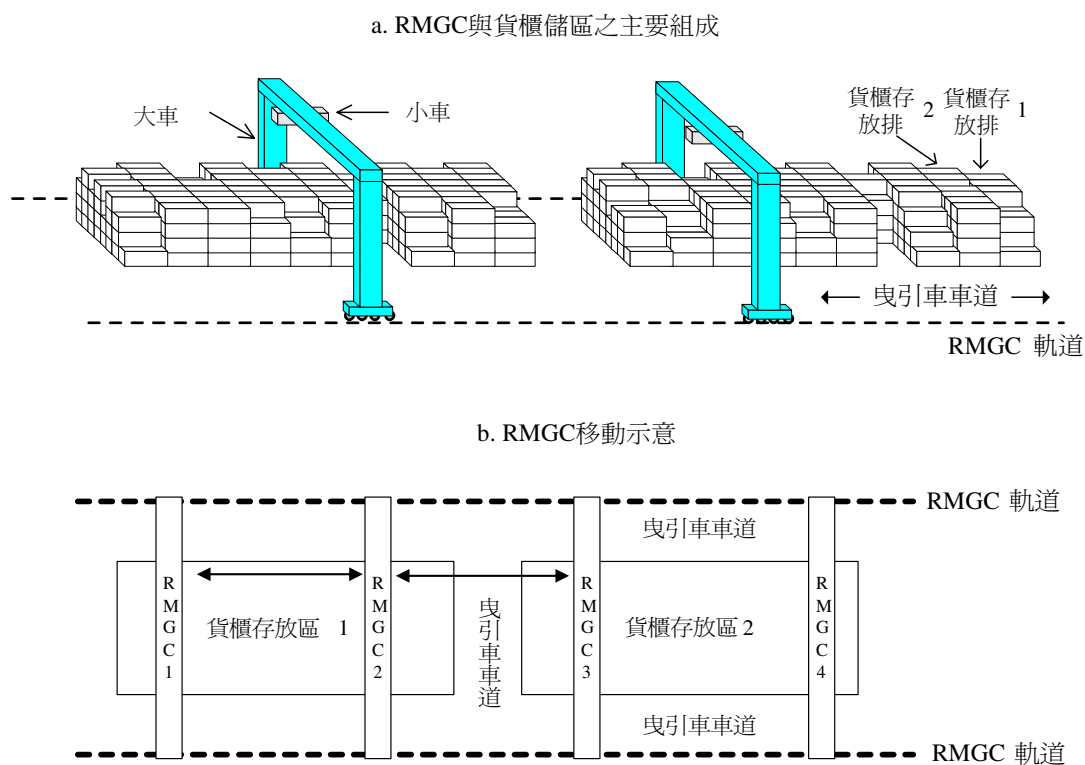 a. RMGC與貨櫃儲區之主要組成
大車
小車
貨櫃存
放排 2
貨櫃存
放排 1
曳引車車道
RMGC 軌道
b. RMGC移動示意
RMGC 軌道
曳引車車道
RMGC1
貨櫃存放區 1
RMGC2
曳引車車道
RMGC3
貨櫃存放區 2
RMGC4
曳引車車道
RMGC 軌道